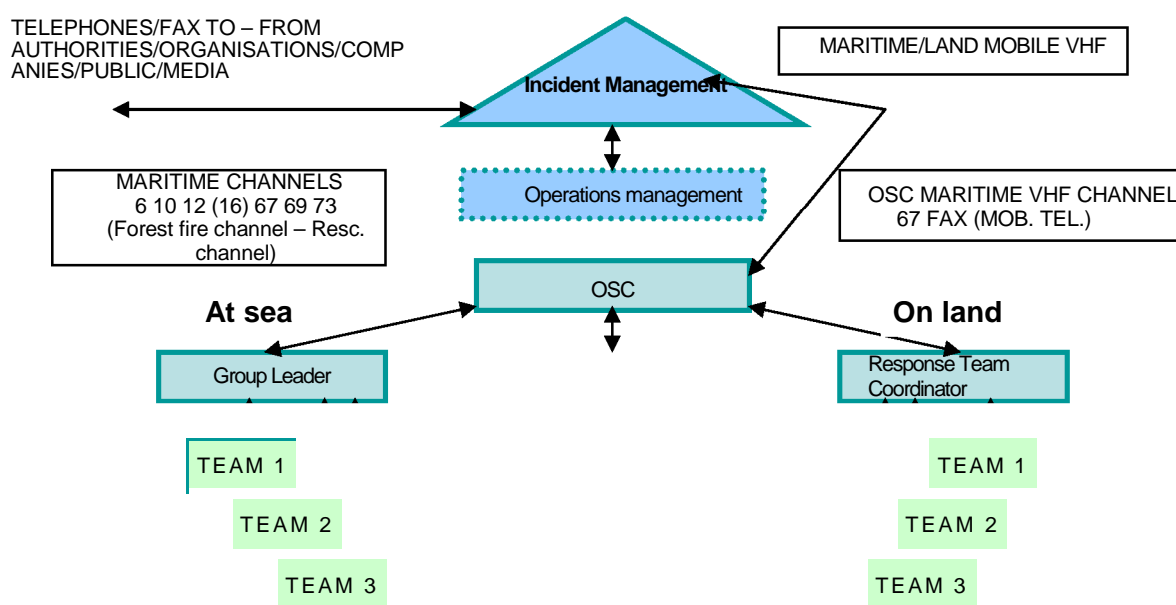 TELEPHONES/FAX TO – FROM
AUTHORITIES/ORGANISATIONS/COMP
ANIES/PUBLIC/MEDIA
MARITIME/LAND MOBILE VHF
Incident Management
MARITIME CHANNELS
6 10 12 (16) 67 69 73
(Forest fire channel – Resc.
channel)
Operations management
OSC MARITIME VHF CHANNEL
67 FAX (MOB. TEL.)
OSC
At sea
On land
Group Leader
Response Team
Coordinator
TEAM 1
TEAM 2
TEAM 3
TEAM 1
TEAM 2
TEAM 3